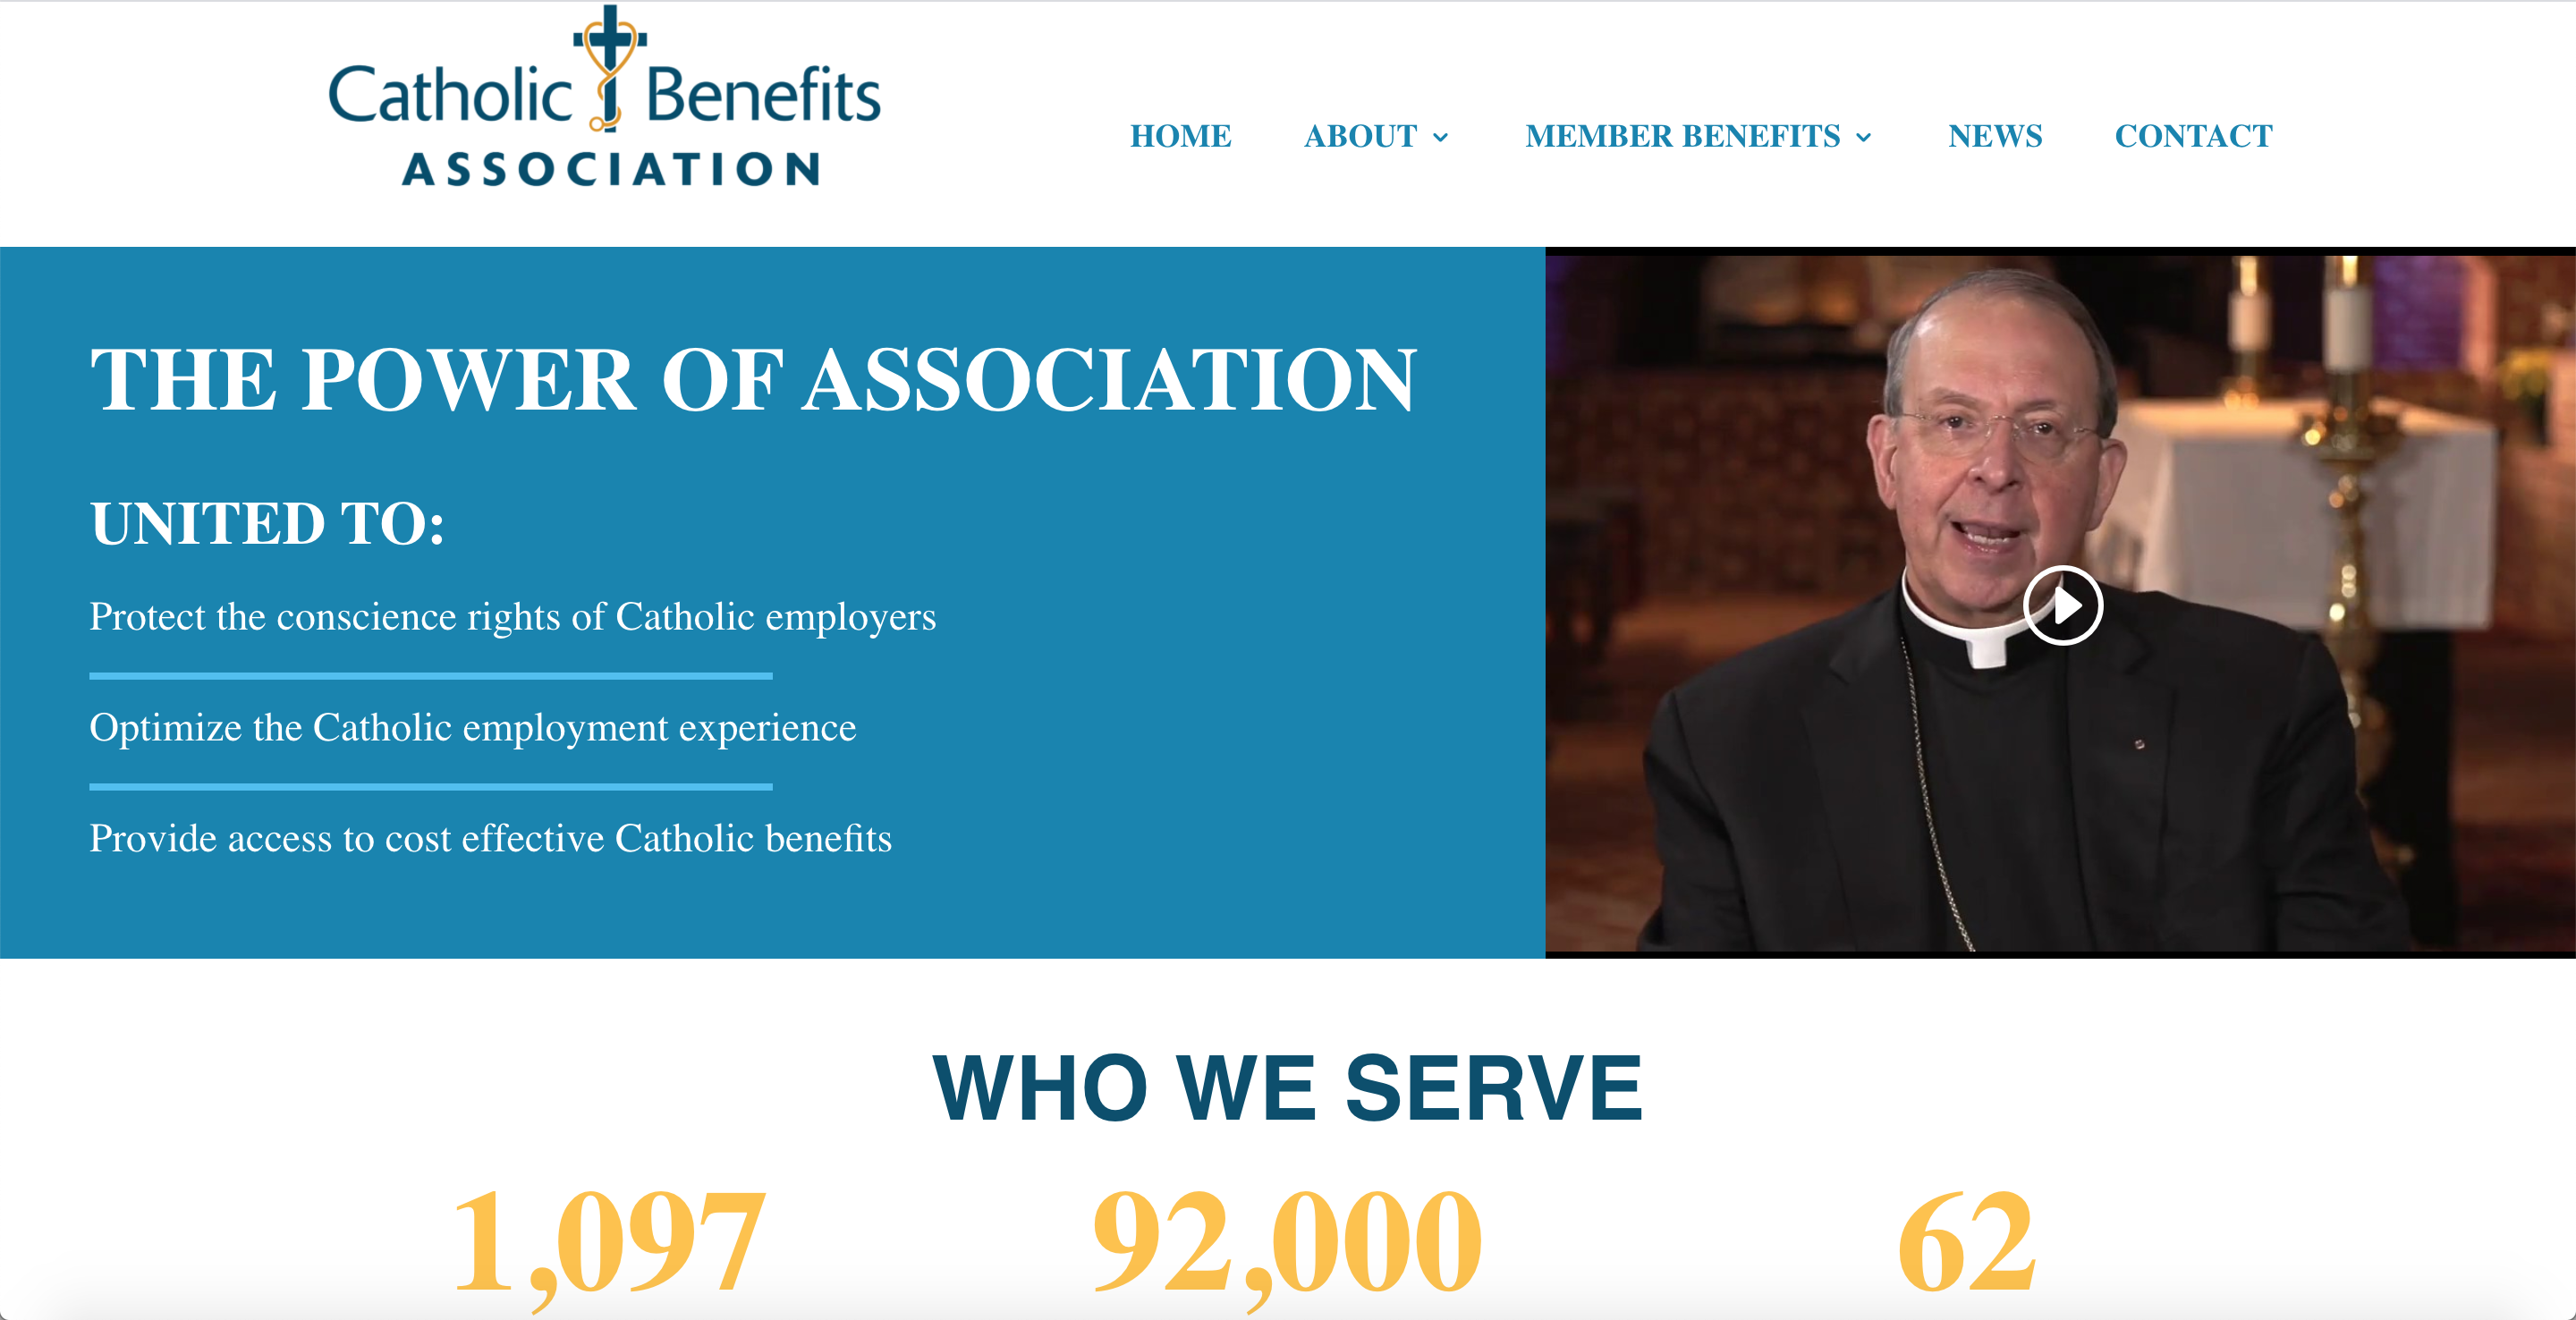 Catholic Benefits
ASSOCIATION
HOME ABOUT MEMBER BENEFITS NEWS CONTACT
THE POWER OF ASSOCIATION
UNITED TO:
Protect the conscience rights of Catholic employers
Optimize the Catholic employment experience
Provide access to cost effective Catholic benefits
WHO WE SERVE
1,097 92,000 62